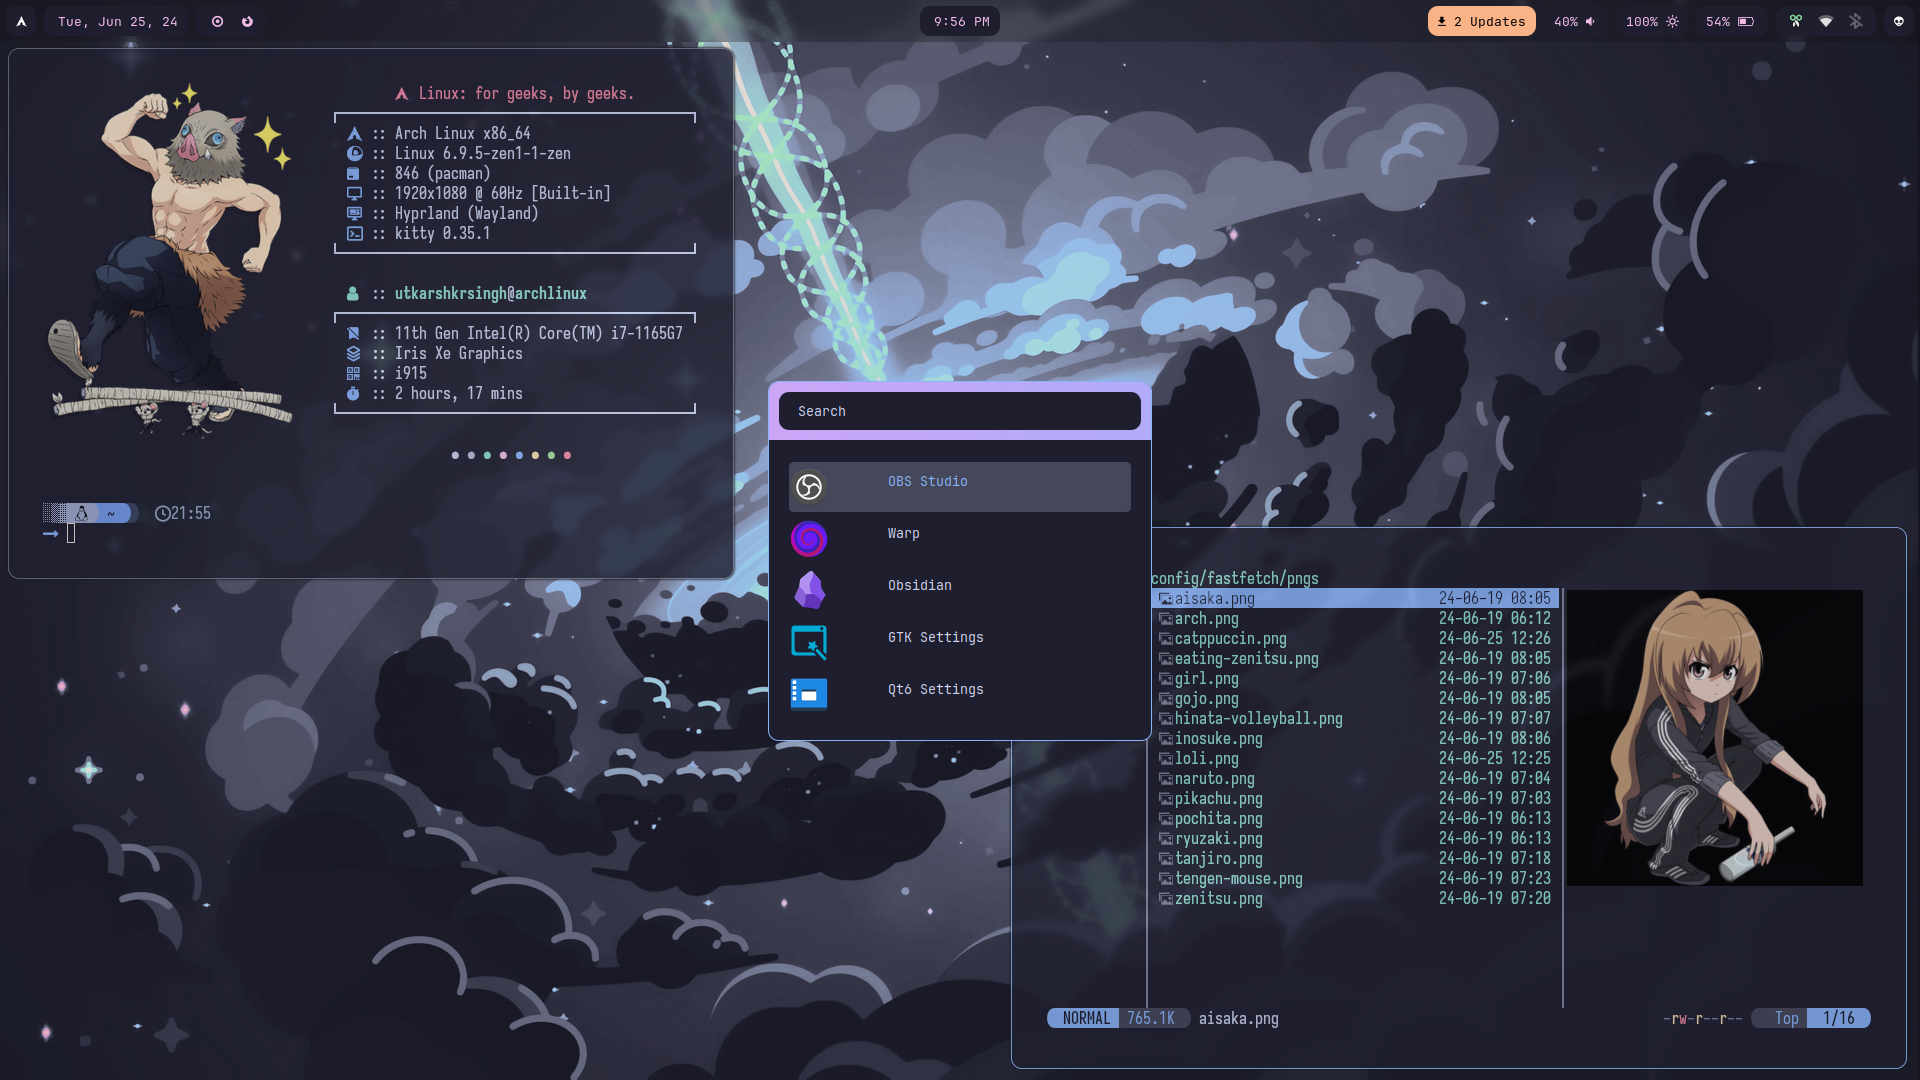 Tue, Jun 25, 24
9:56 PM
2 Updates
40%
100%
54%
Linux: for geeks, by geeks.
:: Arch Linux x86_64
:: Linux 6.9.5-zen1-1-zen
:: 846 (pacman)
:: 1920x1080 @ 60Hz [Built-in]
:: Hyprland (Wayland)
:: kitty 0.35.1
:: utkarshkrsingh@archlinux
:: 11th Gen Intel(R) Core(TM) i7-1165G7
:: Iris Xe Graphics
:: i915
:: 2 hours, 17 mins
~ 21:55
Search
OBS Studio
Warp
Obsidian
GTK Settings
Qt6 Settings
config/fastfetch/pngs
aisaka.png 24-06-19 08:05
arch.png 24-06-19 06:12
catppuccin.png 24-06-25 12:26
eating-zenitsu.png 24-06-19 08:05
girl.png 24-06-19 07:06
gojo.png 24-06-19 08:05
hinata-volleyball.png 24-06-19 07:07
inosuke.png 24-06-19 08:06
loli.png 24-06-25 12:25
naruto.png 24-06-19 07:04
pikachu.png 24-06-19 07:03
pochita.png 24-06-19 06:13
ryuzaki.png 24-06-19 06:13
tanjiro.png 24-06-19 07:18
tengen-mouse.png 24-06-19 07:23
zenitsu.png 24-06-19 07:20
NORMAL 765.1K aisaka.png -rw-r--r-- Top 1/16